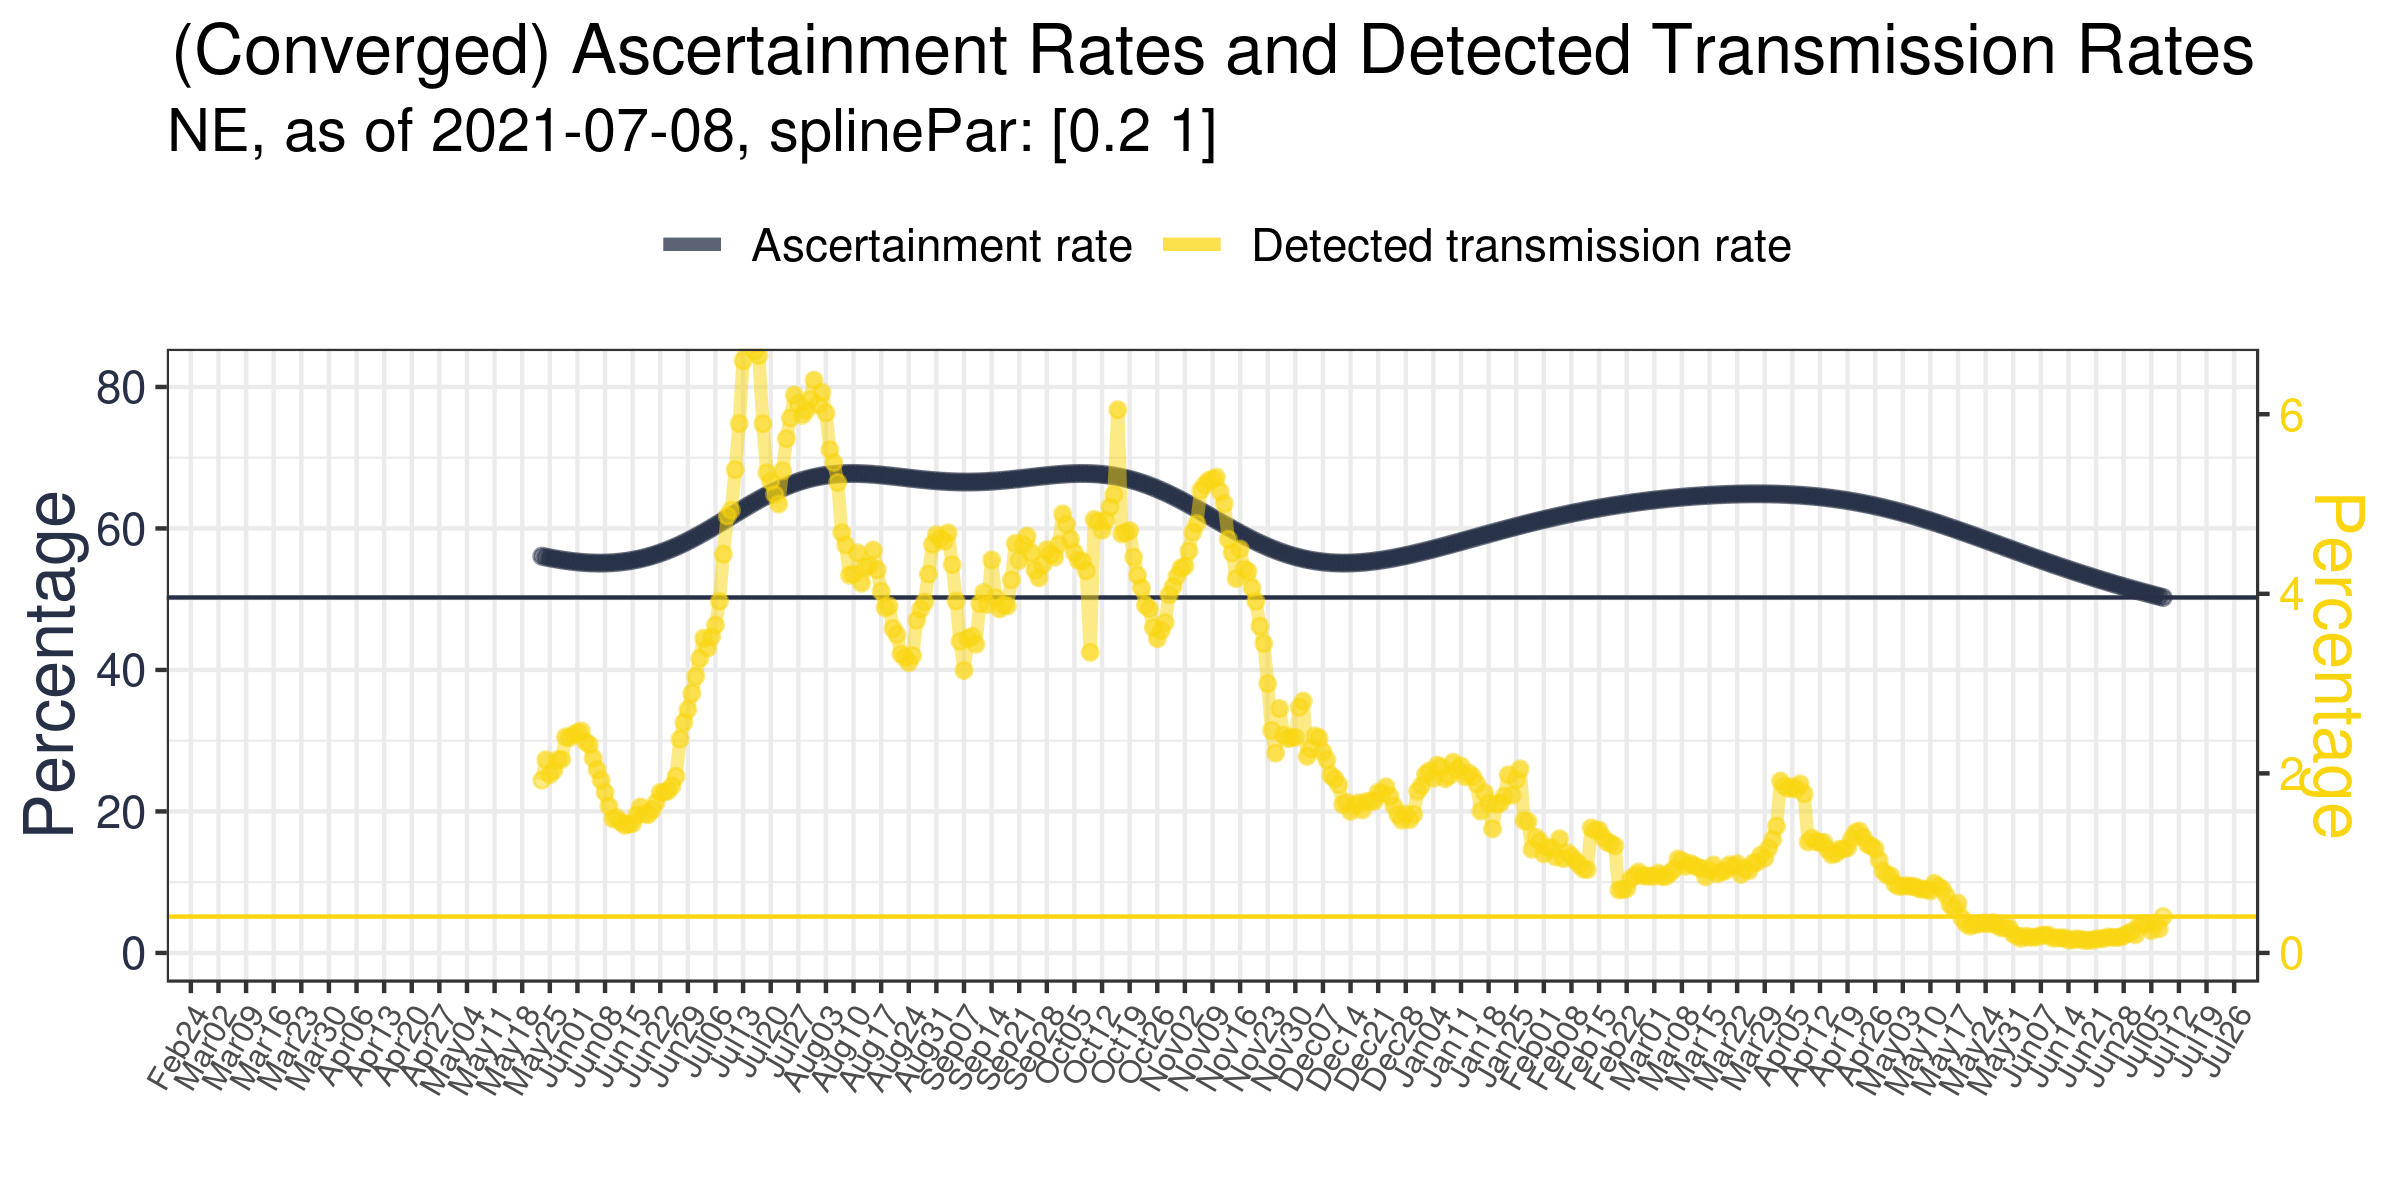 (Converged) Ascertainment Rates and Detected Transmission Rates
NE, as of 2021-07-08, splinePar: [0.2 1]
Ascertainment rate Detected transmission rate
Percentage
80
60
40
20
0
6
4
2
0
Percentage
Feb24 Mar02 Mar09 Mar16 Mar23 Mar30 Apr06 Apr13 Apr20 Apr27 May04 May11 May18 May25 Jun01 Jun08 Jun15 Jun22 Jun29 Jul06 Jul13 Jul20 Jul27 Aug03 Aug10 Aug17 Aug24 Aug31 Sep07 Sep14 Sep21 Sep28 Oct05 Oct12 Oct19 Oct26 Nov02 Nov09 Nov16 Nov23 Nov30 Dec07 Dec14 Dec21 Dec28 Jan04 Jan11 Jan18 Jan25 Feb01 Feb08 Feb15 Feb22 Mar01 Mar08 Mar15 Mar22 Mar29 Apr05 Apr12 Apr19 Apr26 May03 May10 May17 May24 May31 Jun07 Jun14 Jun21 Jun28 Jul05 Jul12 Jul19 Jul26